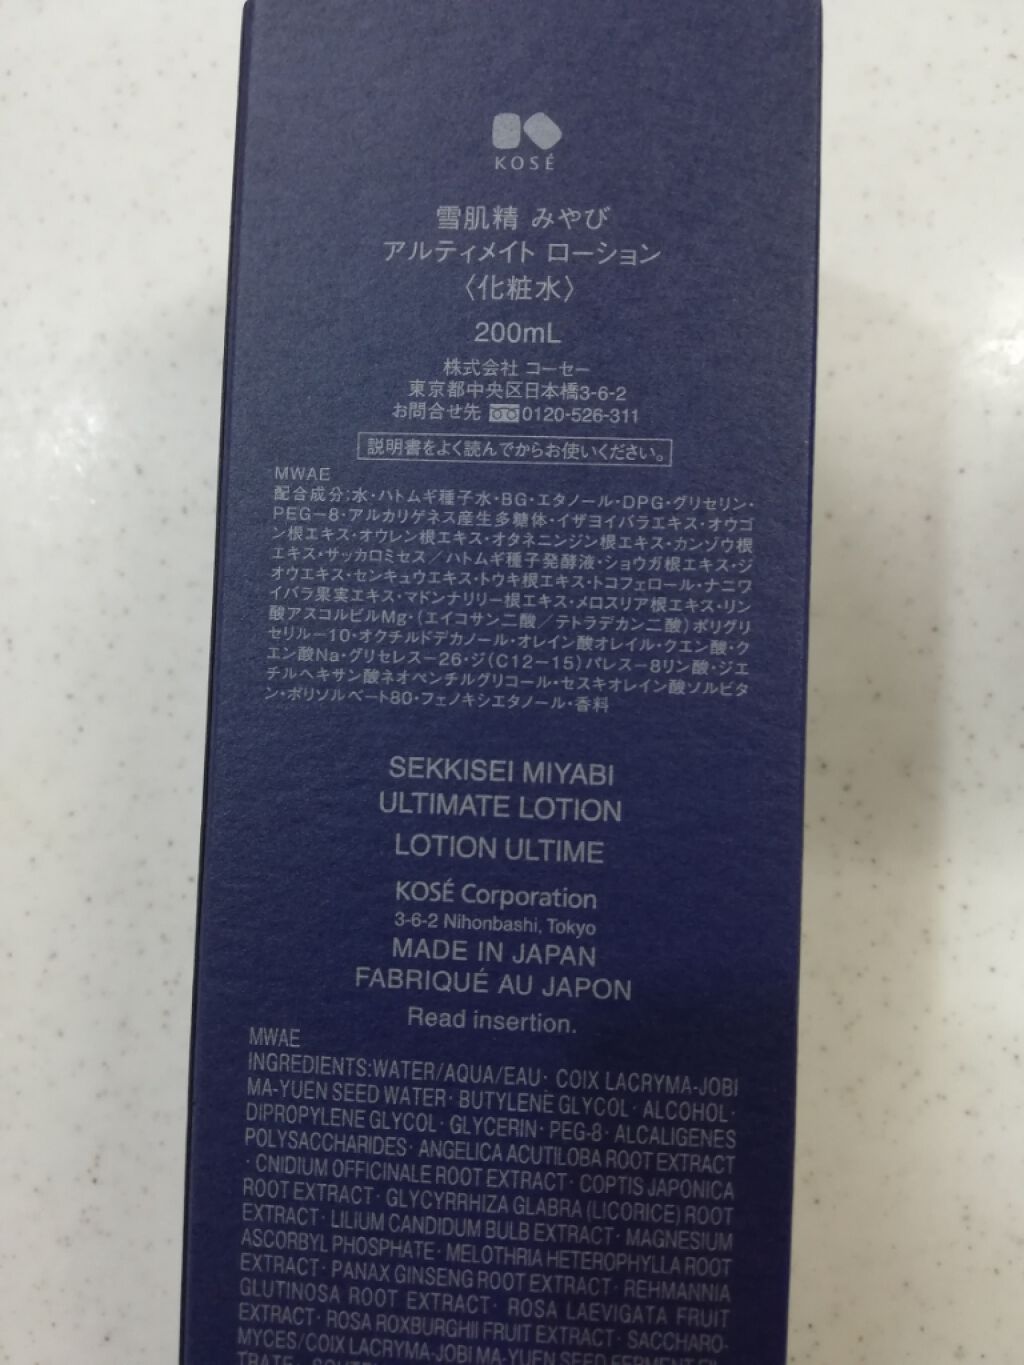 KOSÉ
雪肌精 みやび
アルティメイト ローション
〈化粧水〉
200mL
株式会社 コーセー
東京都中央区日本橋3-6-2
お問合せ先 0120-526-311
説明書をよく読んでからお使いください。
MWAE
配合成分:水・ハトムギ種子水・BG・エタノール・DPG・グリセリン・
PEG−8・アルカリゲネス産生多糖体・イザヨイバラエキス・オウゴ
ン根エキス・オウレン根エキス・オタネニンジン根エキス・カンゾウ根
エキス・サッカロミセス／ハトムギ種子発酵液・ショウガ根エキス・ジ
オウエキス・センキュウエキス・トウキ根エキス・トコフェロール・ナニワ
イバラ果実エキス・マドンナリリー根エキス・メロスリア根エキス・リン
酸アスコルビルMg・(エイコサン二酸／テトラデカン二酸)ポリグリ
セリル−10・オクチルドデカノール・オレイン酸オレイル・クエン酸・ク
エン酸Na・グリセレス−26・ジ(C12−15)パレス−8リン酸・ジエ
チルヘキサン酸ネオペンチルグリコール・セスキオレイン酸ソルビタ
ン・ポリソルベート80・フェノキシエタノール・香料
SEKKISEI MIYABI
ULTIMATE LOTION
LOTION ULTIME
KOSÉ Corporation
3-6-2 Nihonbashi, Tokyo
MADE IN JAPAN
FABRIQUÉ AU JAPON
Read insertion.
MWAE
INGREDIENTS:WATER/AQUA/EAU· COIX LACRYMA-JOBI
MA-YUEN SEED WATER· BUTYLENE GLYCOL· ALCOHOL·
DIPROPYLENE GLYCOL· GLYCERIN· PEG-8· ALCALIGENES
POLYSACCHARIDES· ANGELICA ACUTILOBA ROOT EXTRACT
· CNIDIUM OFFICINALE ROOT EXTRACT· COPTIS JAPONICA
ROOT EXTRACT· GLYCYRRHIZA GLABRA (LICORICE) ROOT
EXTRACT· LILIUM CANDIDUM BULB EXTRACT· MAGNESIUM
ASCORBYL PHOSPHATE· MELOTHRIA HETEROPHYLLA ROOT
EXTRACT· PANAX GINSENG ROOT EXTRACT· REHMANNIA
GLUTINOSA ROOT EXTRACT· ROSA LAEVIGATA FRUIT
EXTRACT· ROSA ROXBURGHII FRUIT EXTRACT· SACCHARO-
MYCES/COIX LACRYMA-JOBI MA-YUEN SEED FERMENT FIL-